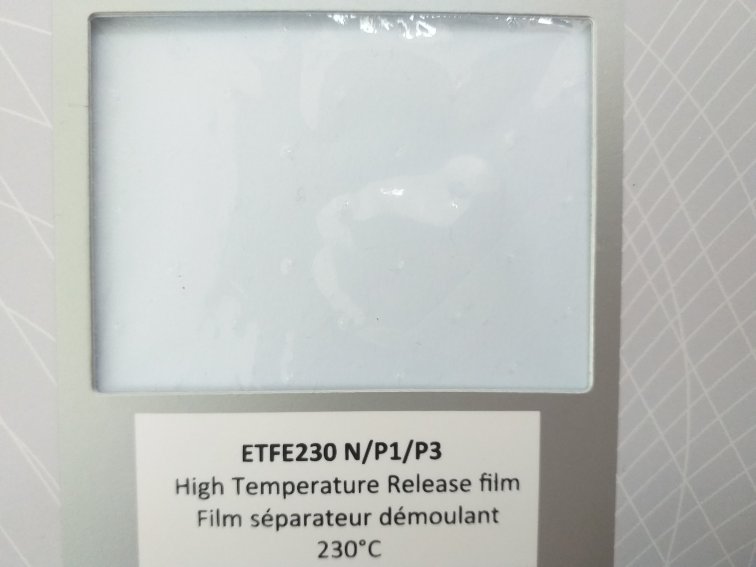 ETFE230 N/P1/P3
High Temperature Release film
Film séparateur démoulant
230°C